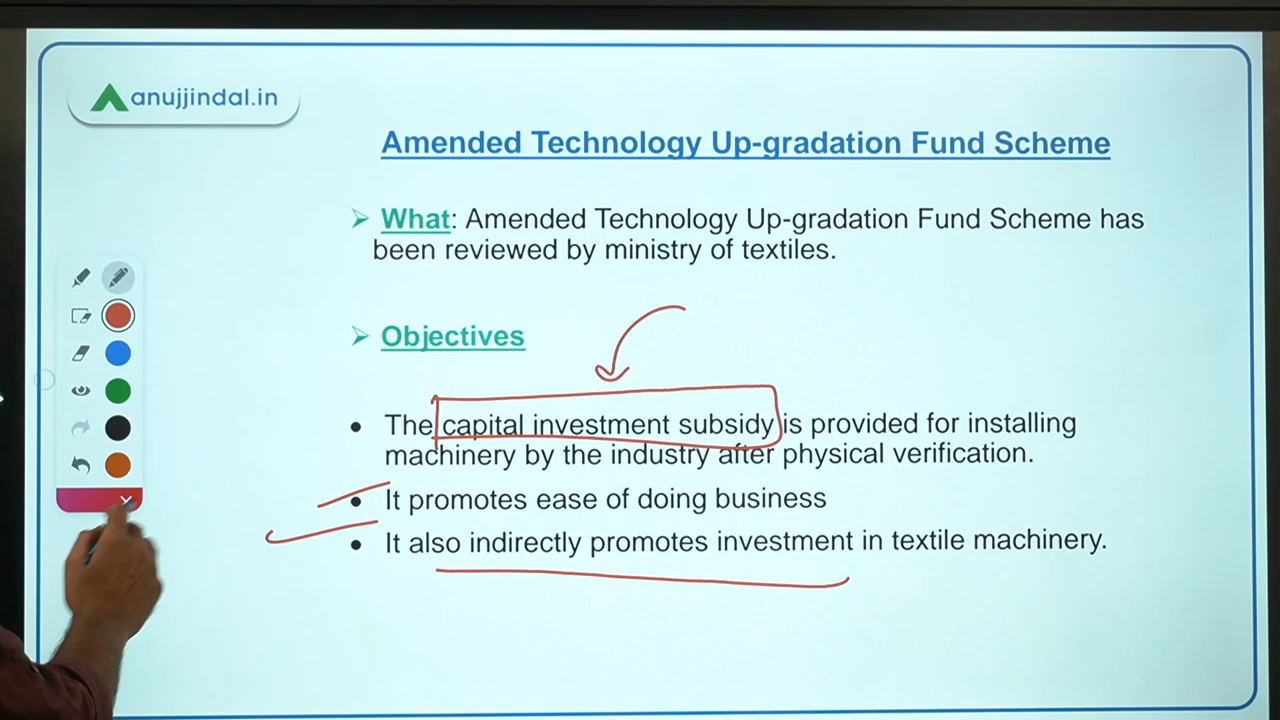 anujjindal.in
Amended Technology Up-gradation Fund Scheme
What: Amended Technology Up-gradation Fund Scheme has
been reviewed by ministry of textiles.
Objectives
The capital investment subsidy is provided for installing
machinery by the industry after physical verification.
It promotes ease of doing business
It also indirectly promotes investment in textile machinery.